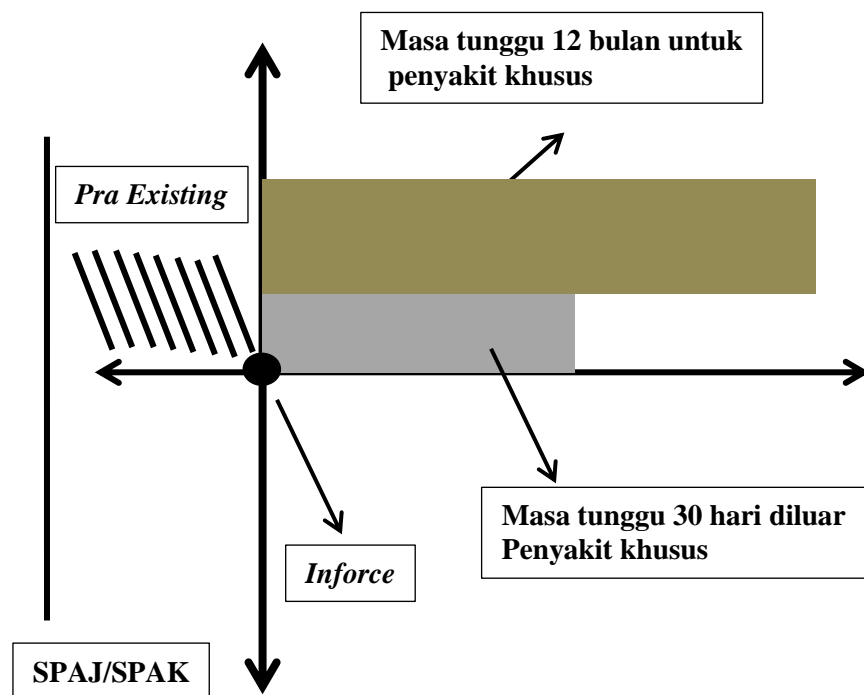 Masa tunggu 12 bulan untuk
penyakit khusus
Pra Existing
Masa tunggu 30 hari diluar
Penyakit khusus
Inforce
SPAJ/SPAK